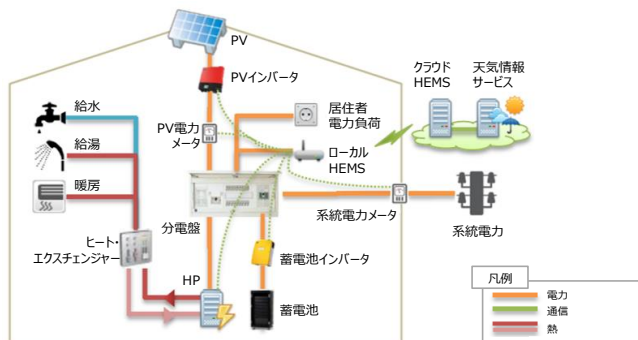 PV
PVインバータ
クラウド
HEMS
天気情報
サービス
給水
居住者
電力負荷
PV電力
メータ
給湯
ローカル
HEMS
暖房
系統電力メータ
分電盤
系統電力
ヒート・
エクスチェンジャー
蓄電池インバータ
HP
蓄電池
凡例
電力
通信
熱